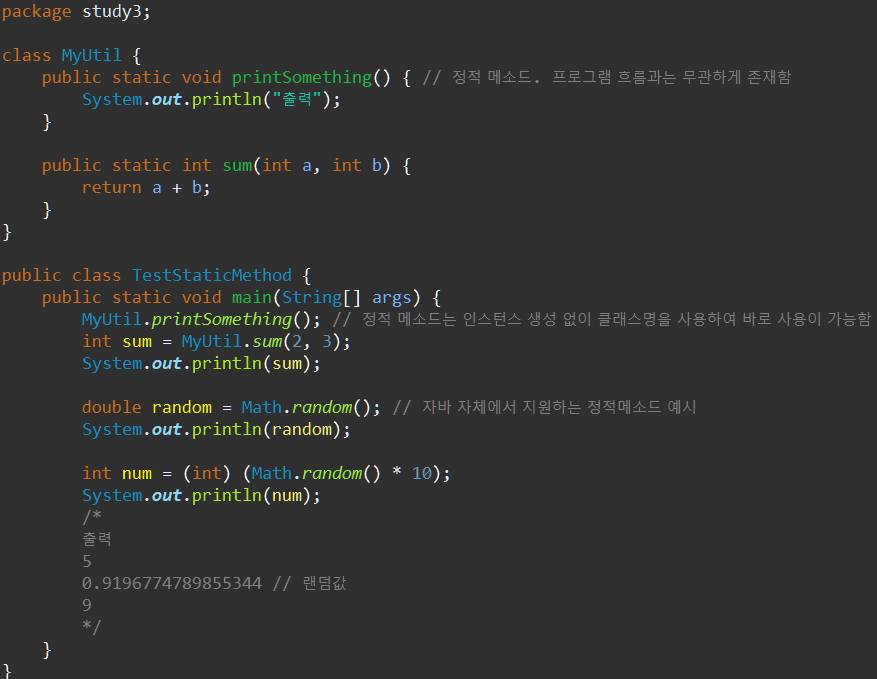 package study3;

class MyUtil {
    public static void printSomething() { // 정적 메소드. 프로그램 흐름과는 무관하게 존재함
        System.out.println("출력");
    }

    public static int sum(int a, int b) {
        return a + b;
    }
}

public class TestStaticMethod {
    public static void main(String[] args) {
        MyUtil.printSomething(); // 정적 메소드는 인스턴스 생성 없이 클래스명을 사용하여 바로 사용이 가능함
        int sum = MyUtil.sum(2, 3);
        System.out.println(sum);

        double random = Math.random(); // 자바 자체에서 지원하는 정적메소드 예시
        System.out.println(random);

        int num = (int) (Math.random() * 10);
        System.out.println(num);
        /*
        출력
        5
        0.9196774789855344 // 랜덤값
        9
        */
    }
}